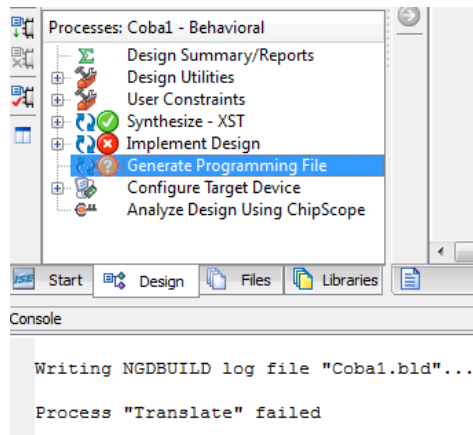 Processes: Coba1 - Behavioral
Design Summary/Reports
Design Utilities
User Constraints
Synthesize - XST
Implement Design
Generate Programming File
Configure Target Device
Analyze Design Using ChipScope
ISE Start Design Files Libraries
Console
Writing NGDBUILD log file "Coba1.bld"...
Process "Translate" failed